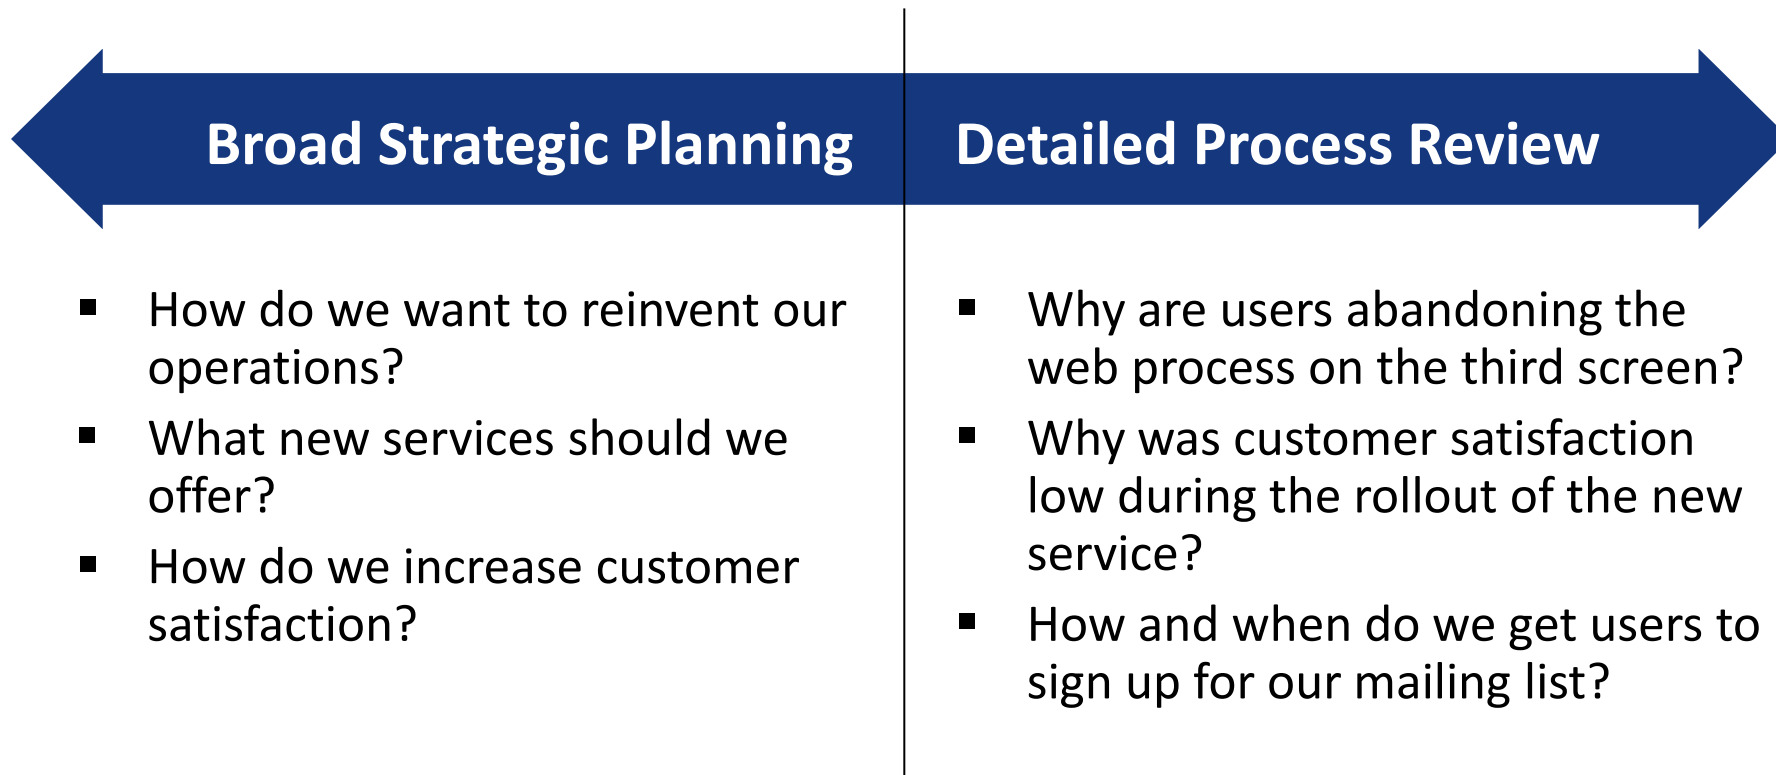 Broad Strategic Planning
Detailed Process Review
▪ How do we want to reinvent our
operations?
▪ What new services should we
offer?
▪ How do we increase customer
satisfaction?
▪ Why are users abandoning the
web process on the third screen?
▪ Why was customer satisfaction
low during the rollout of the new
service?
▪ How and when do we get users to
sign up for our mailing list?